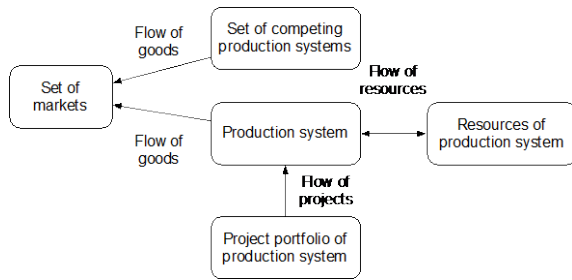 Flow of
goods
Set of competing
production systems
Set of
markets
Flow of
resources
Flow of
goods
Production system
Resources of
production system
Flow of
projects
Project portfolio of
production system